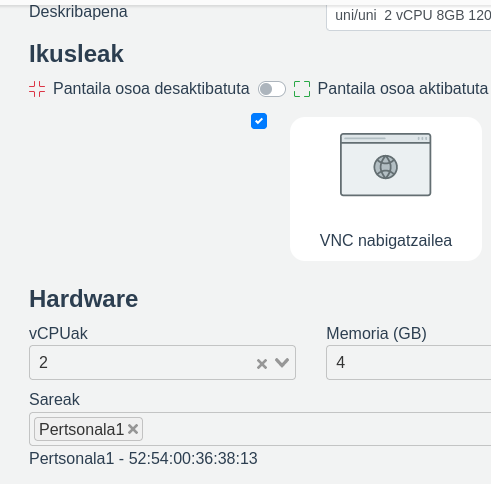 Deskribapena
uni/uni 2 vCPU 8GB 120
Ikusleak
Pantaila osoa desaktibatuta Pantaila osoa aktibatuta
VNC nabigatzailea
Hardware
vCPUak Memoria (GB)
2 4
Sareak
Pertsonala1
Pertsonala1 - 52:54:00:36:38:13